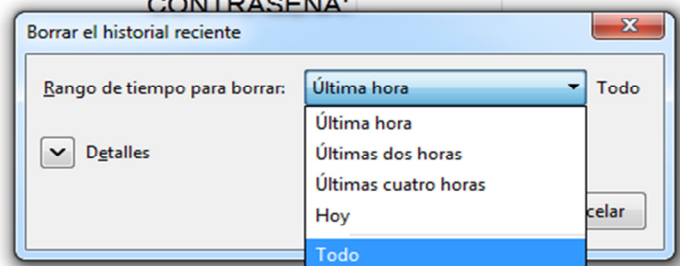 CONTRASEÑA:
Borrar el historial reciente
Rango de tiempo para borrar: Última hora Todo
Última hora
Detalles
Últimas dos horas
Últimas cuatro horas
Hoy
celar
Todo